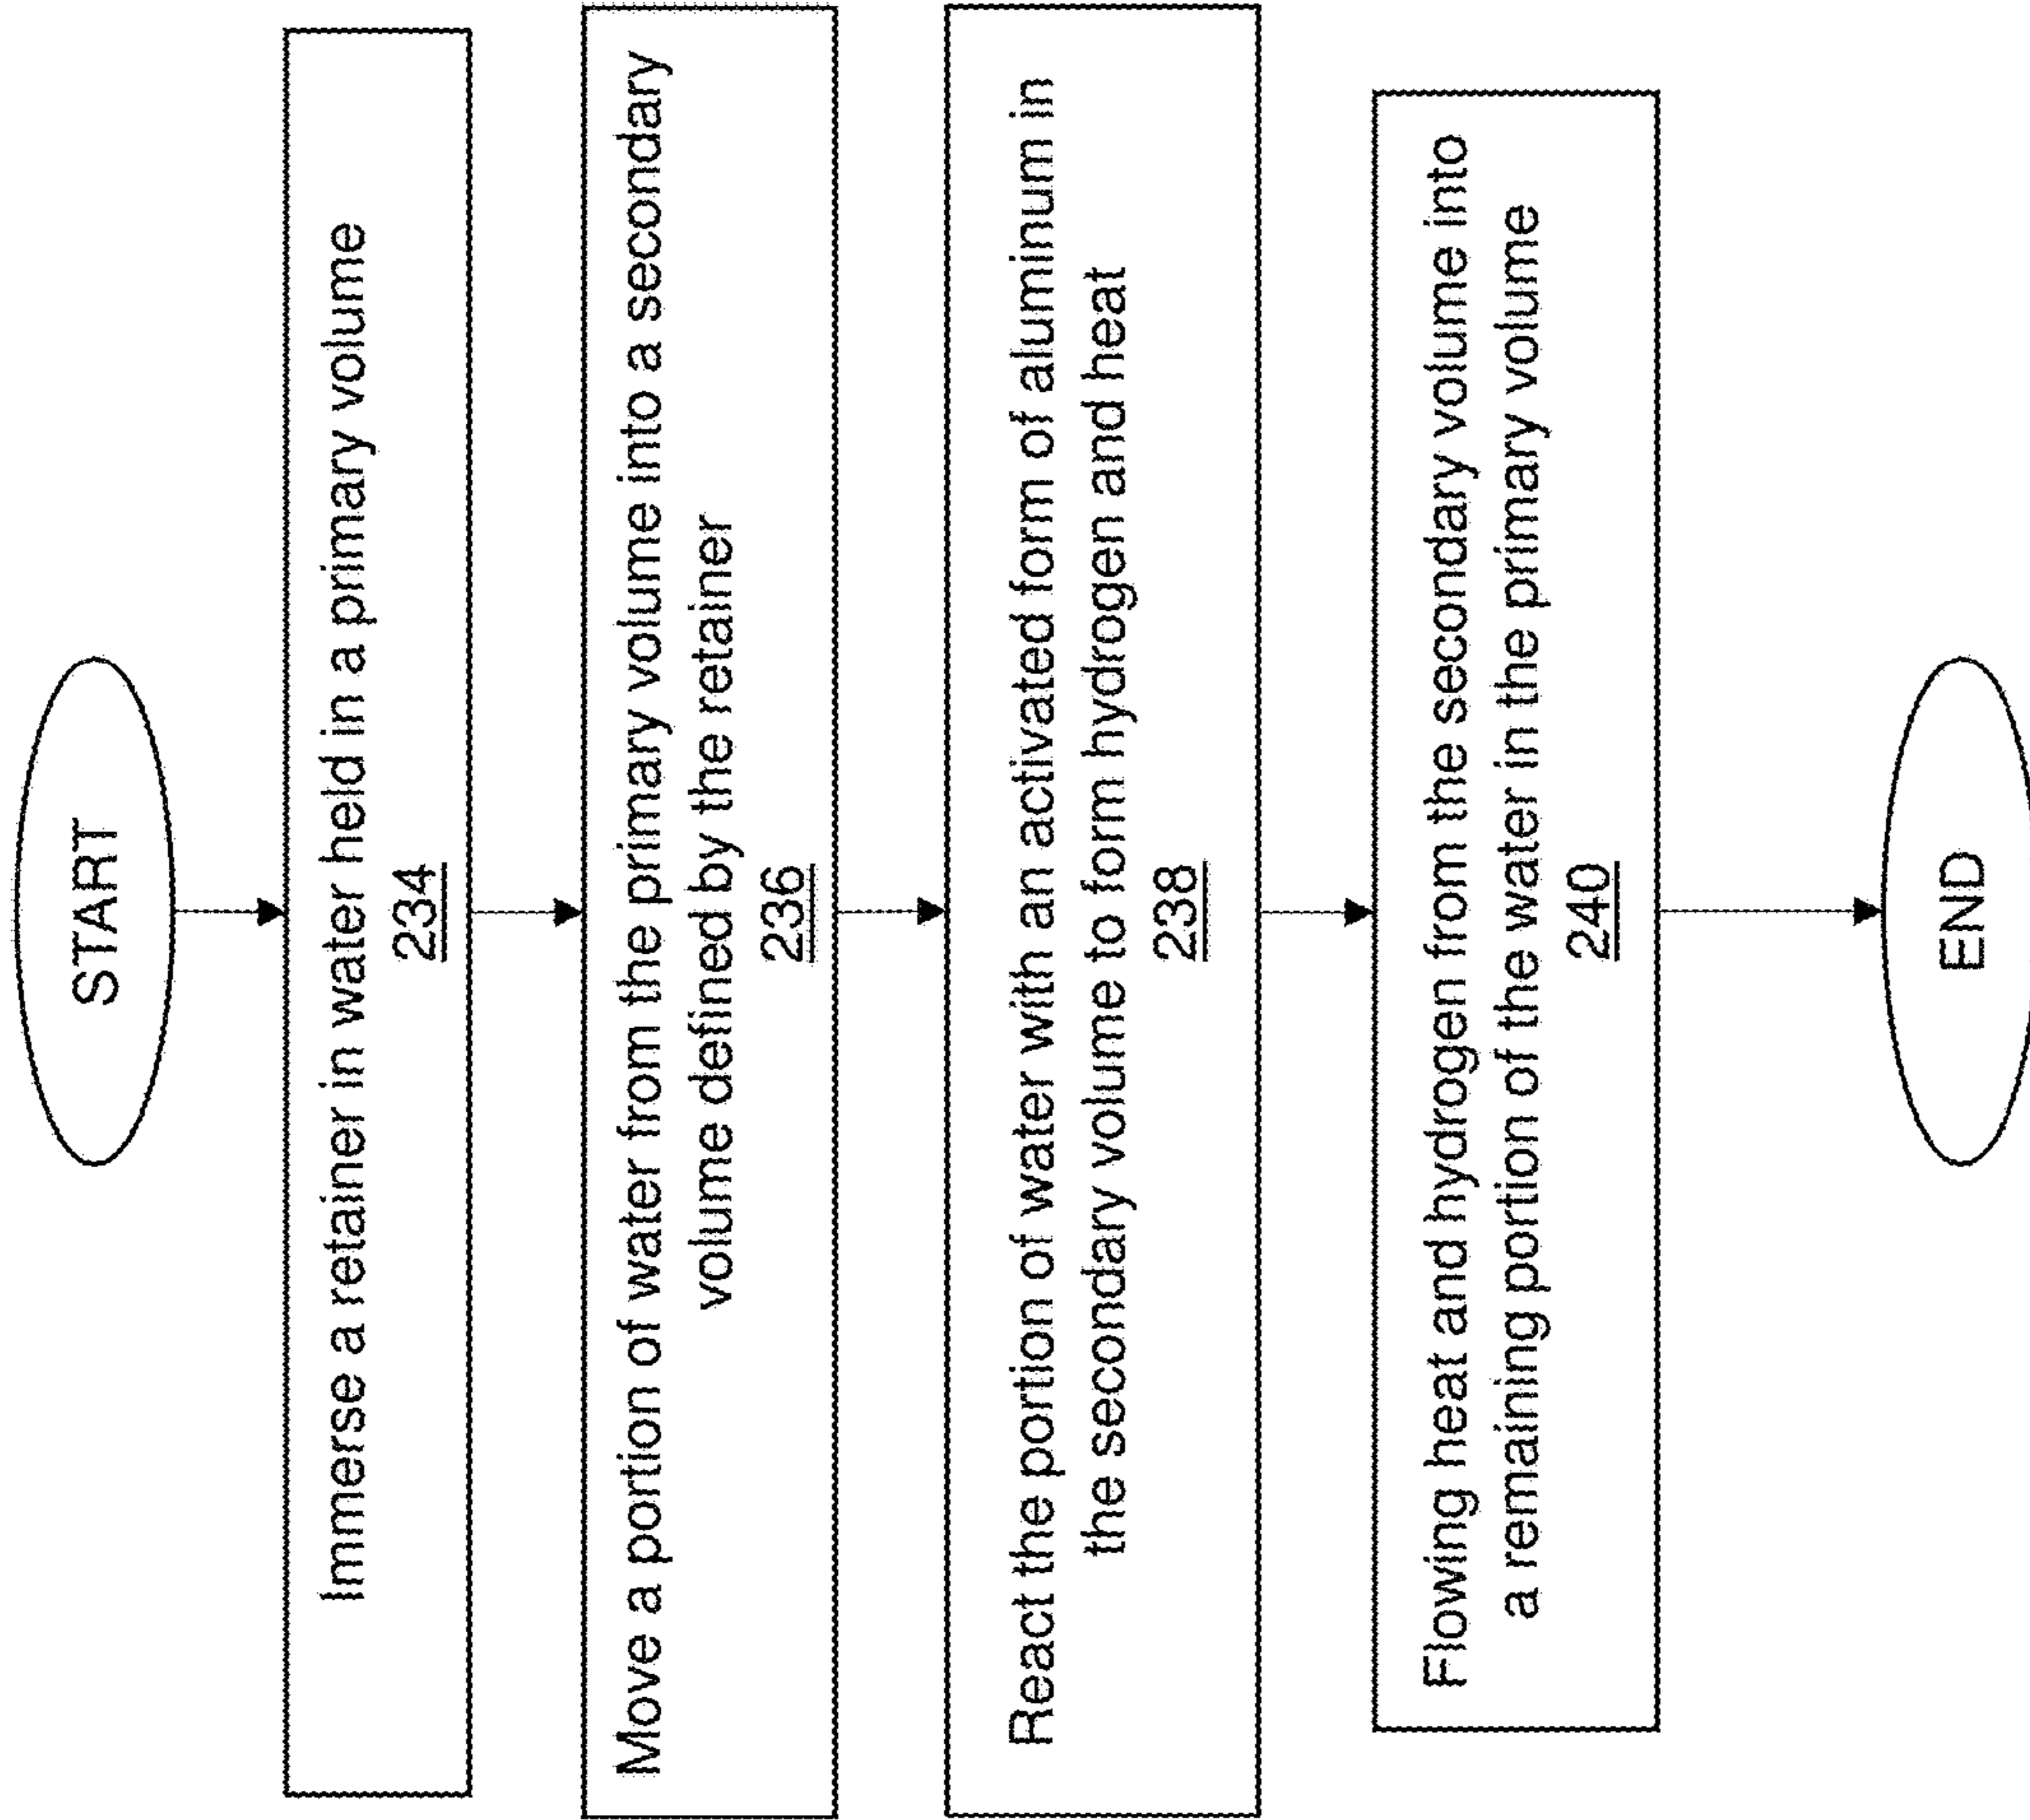 START
Immerse a retainer in water held in a primary volume
234
Move a portion of water from the primary volume into a secondary
volume defined by the retainer
236
React the portion of water with an activated form of aluminum in
the secondary volume to form hydrogen and heat
238
Flowing heat and hydrogen from the secondary volume into
a remaining portion of the water in the primary volume
240
END